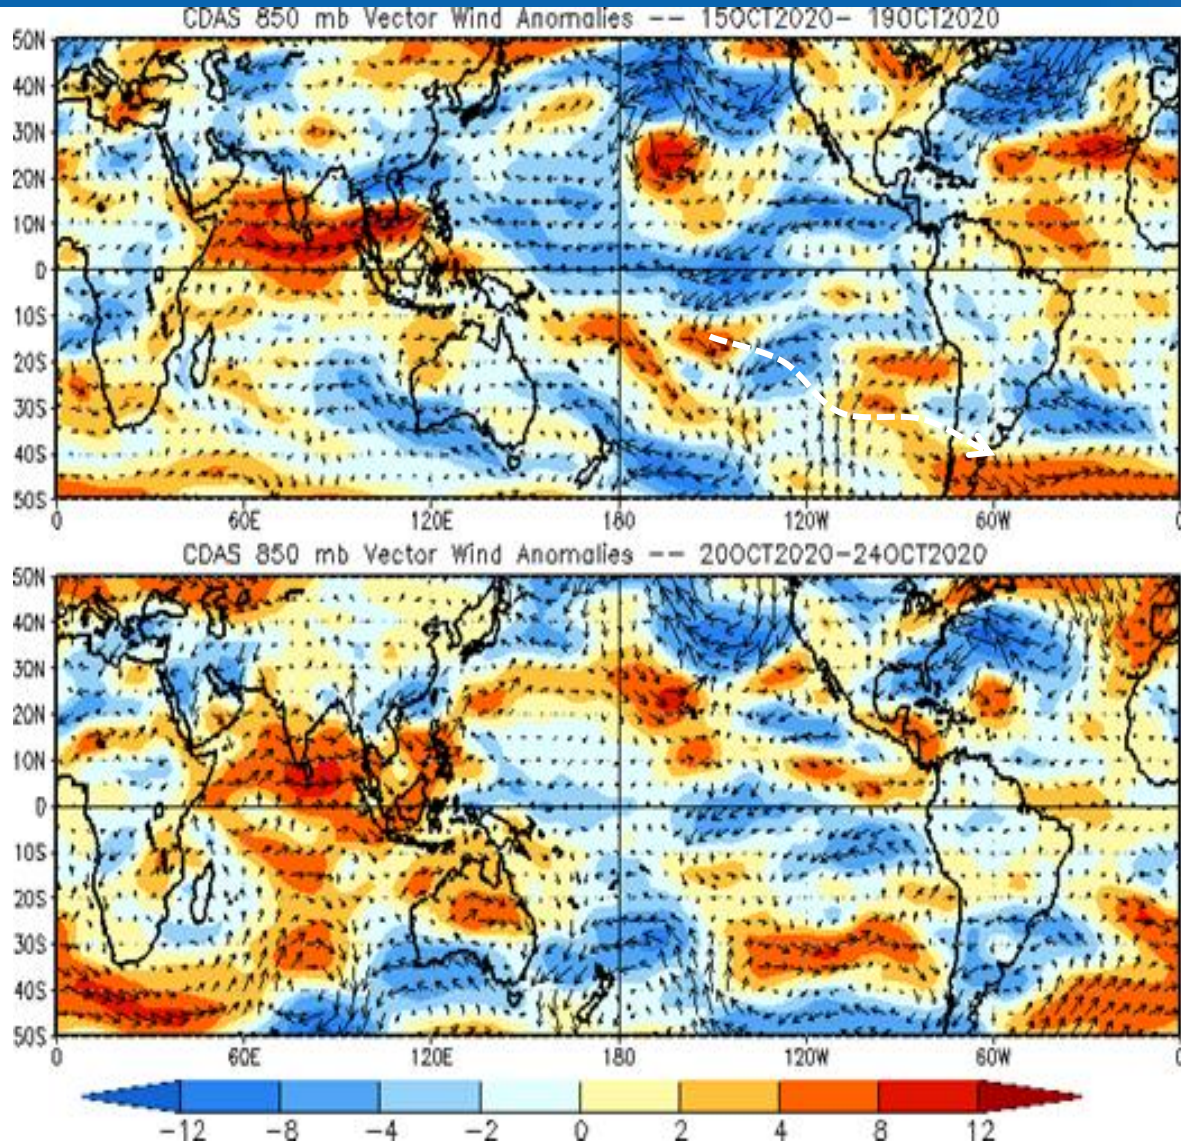 CDAS 850 mb Vector Wind Anomalies -- 15OCT2020- 19OCT2020
50N
40N
30N
20N
10N
0
10S
20S
30S
40S
50S
0 60E 120E 180 120W 60W 0
CDAS 850 mb Vector Wind Anomalies -- 20OCT2020-24OCT2020
50N
40N
30N
20N
10N
0
10S
20S
30S
40S
50S
0 60E 120E 180 120W 60W 0
-12 -8 -4 -2 0 2 4 8 12